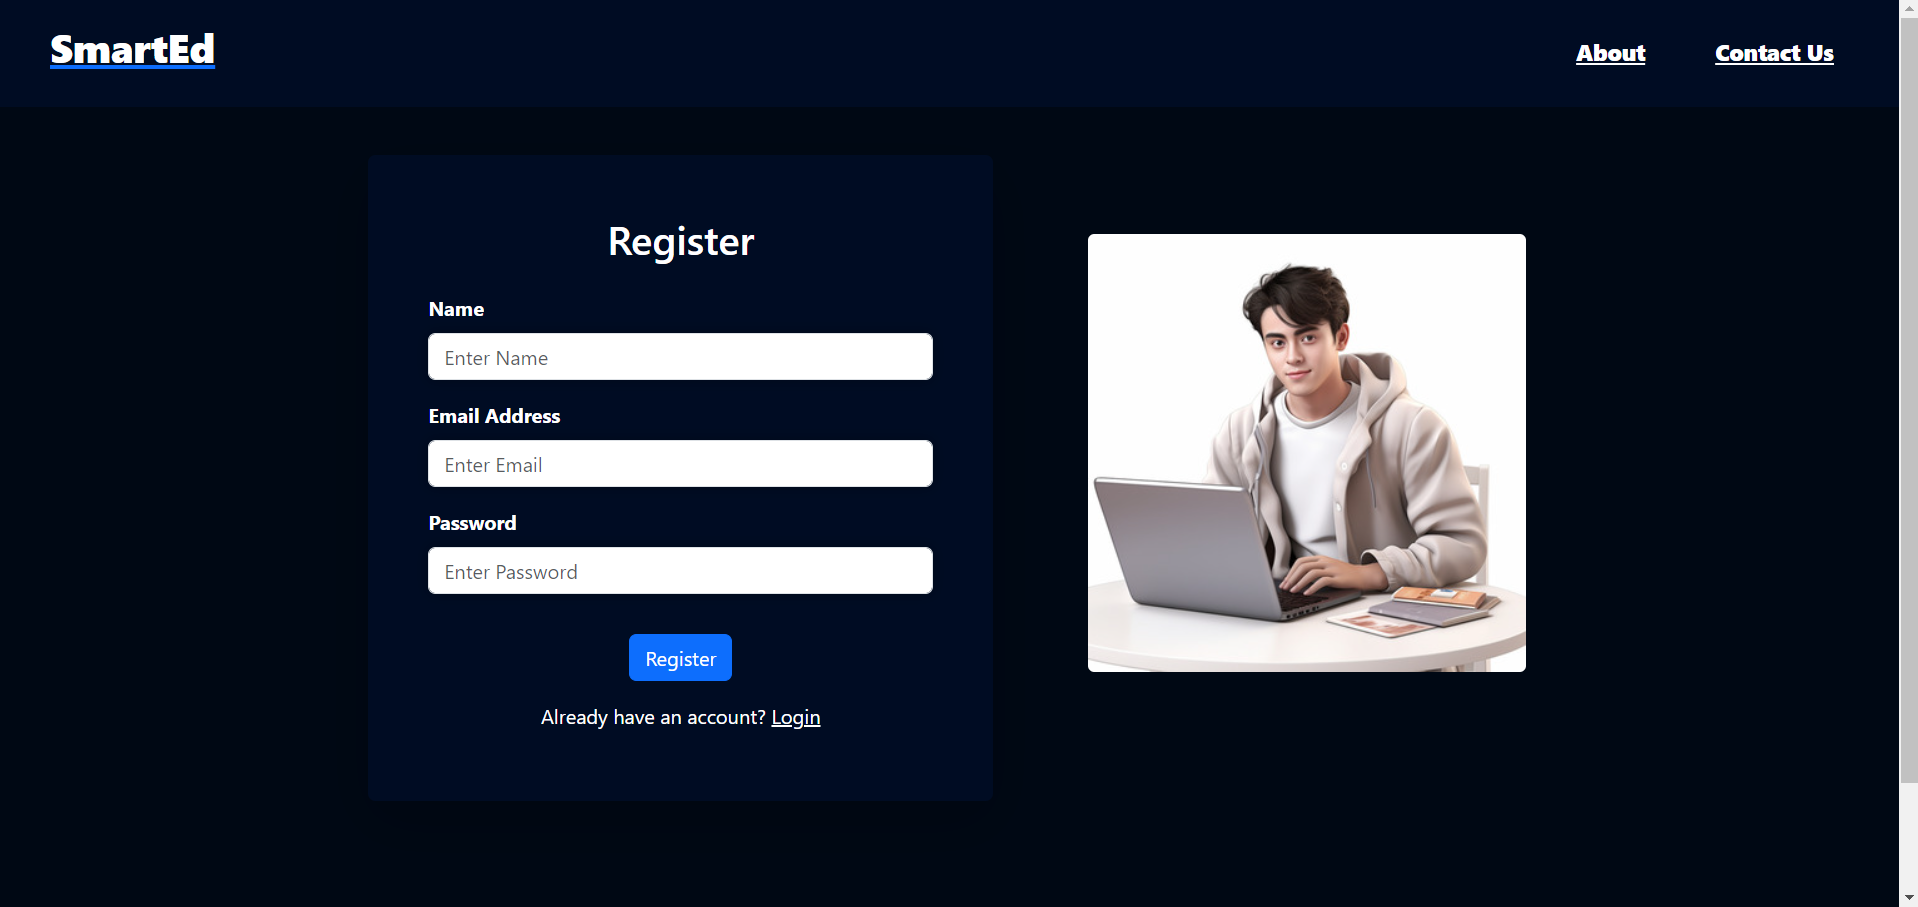 SmartEd
About
Contact Us
Register
Name
Enter Name
Email Address
Enter Email
Password
Enter Password
Register
Already have an account? Login